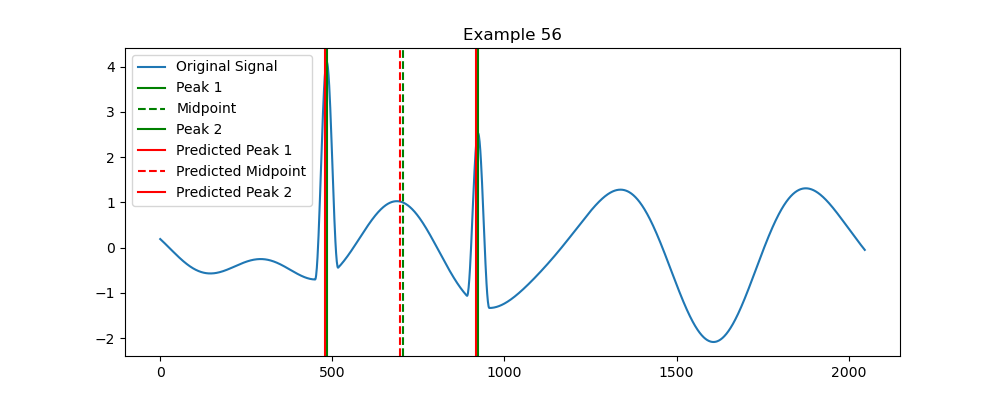 Example 56
Original Signal
Peak 1
Midpoint
Peak 2
Predicted Peak 1
Predicted Midpoint
Predicted Peak 2
4
3
2
1
0
−1
−2
0
500
1000
1500
2000